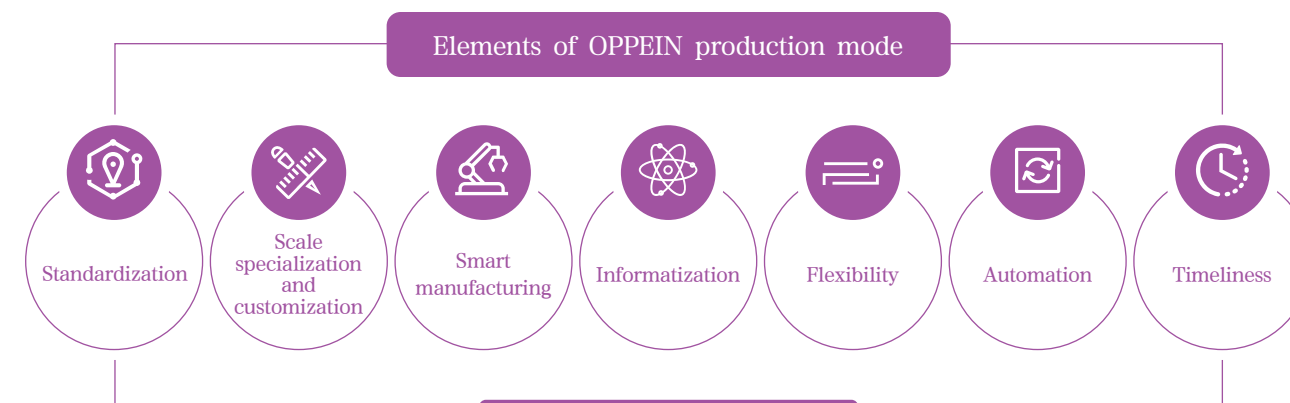 Elements of OPPEIN production mode
Standardization
Scale
specialization
and
customization
Smart
manufacturing
Informatization
Flexibility
Automation
Timeliness